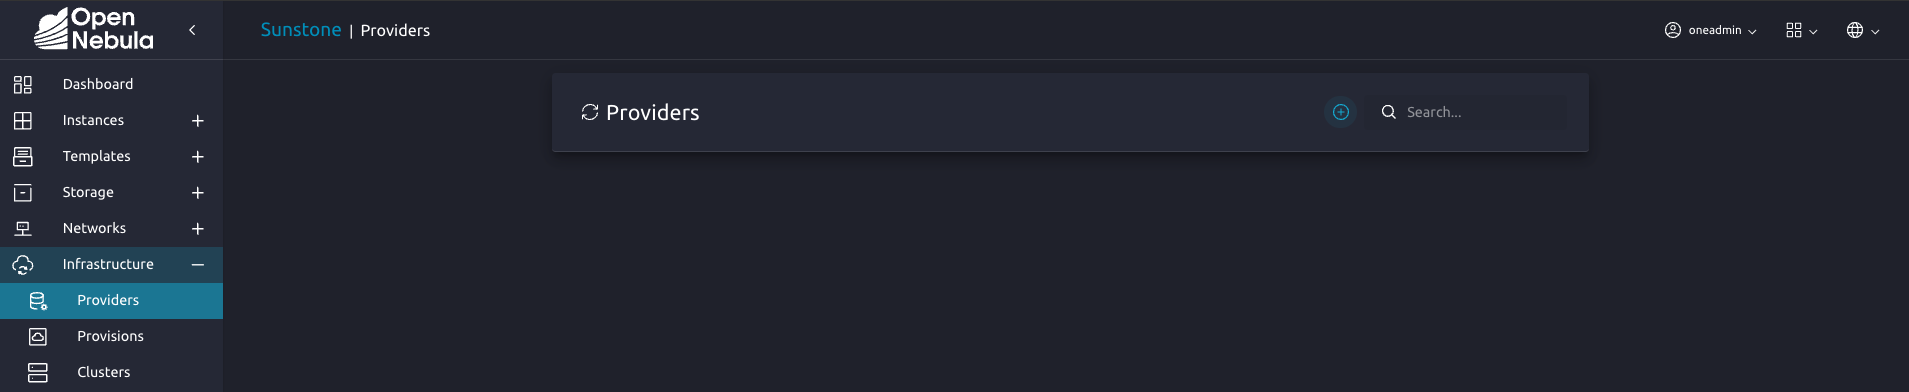 Open
Nebula
Sunstone | Providers
oneadmin
Dashboard
Instances
Templates
Storage
Networks
Infrastructure
Providers
Provisions
Clusters
Providers
Search...